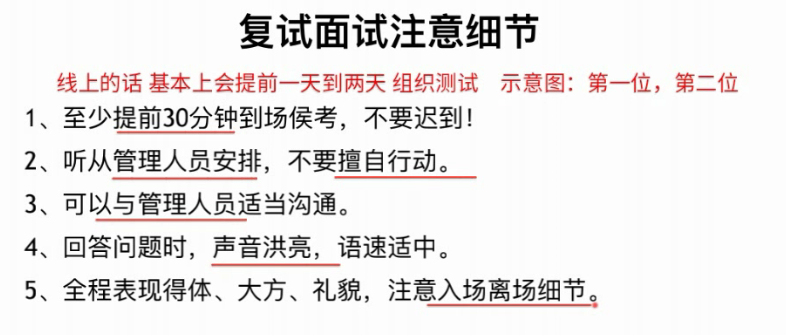 复试面试注意细节
线上的话 基本上会提前一天到两天 组织测试 示意图：第一位，第二位
1、至少提前30分钟到场侯考，不要迟到！
2、听从管理人员安排，不要擅自行动。
3、可以与管理人员适当沟通。
4、回答问题时，声音洪亮，语速适中。
5、全程表现得体、大方、礼貌，注意入场离场细节。